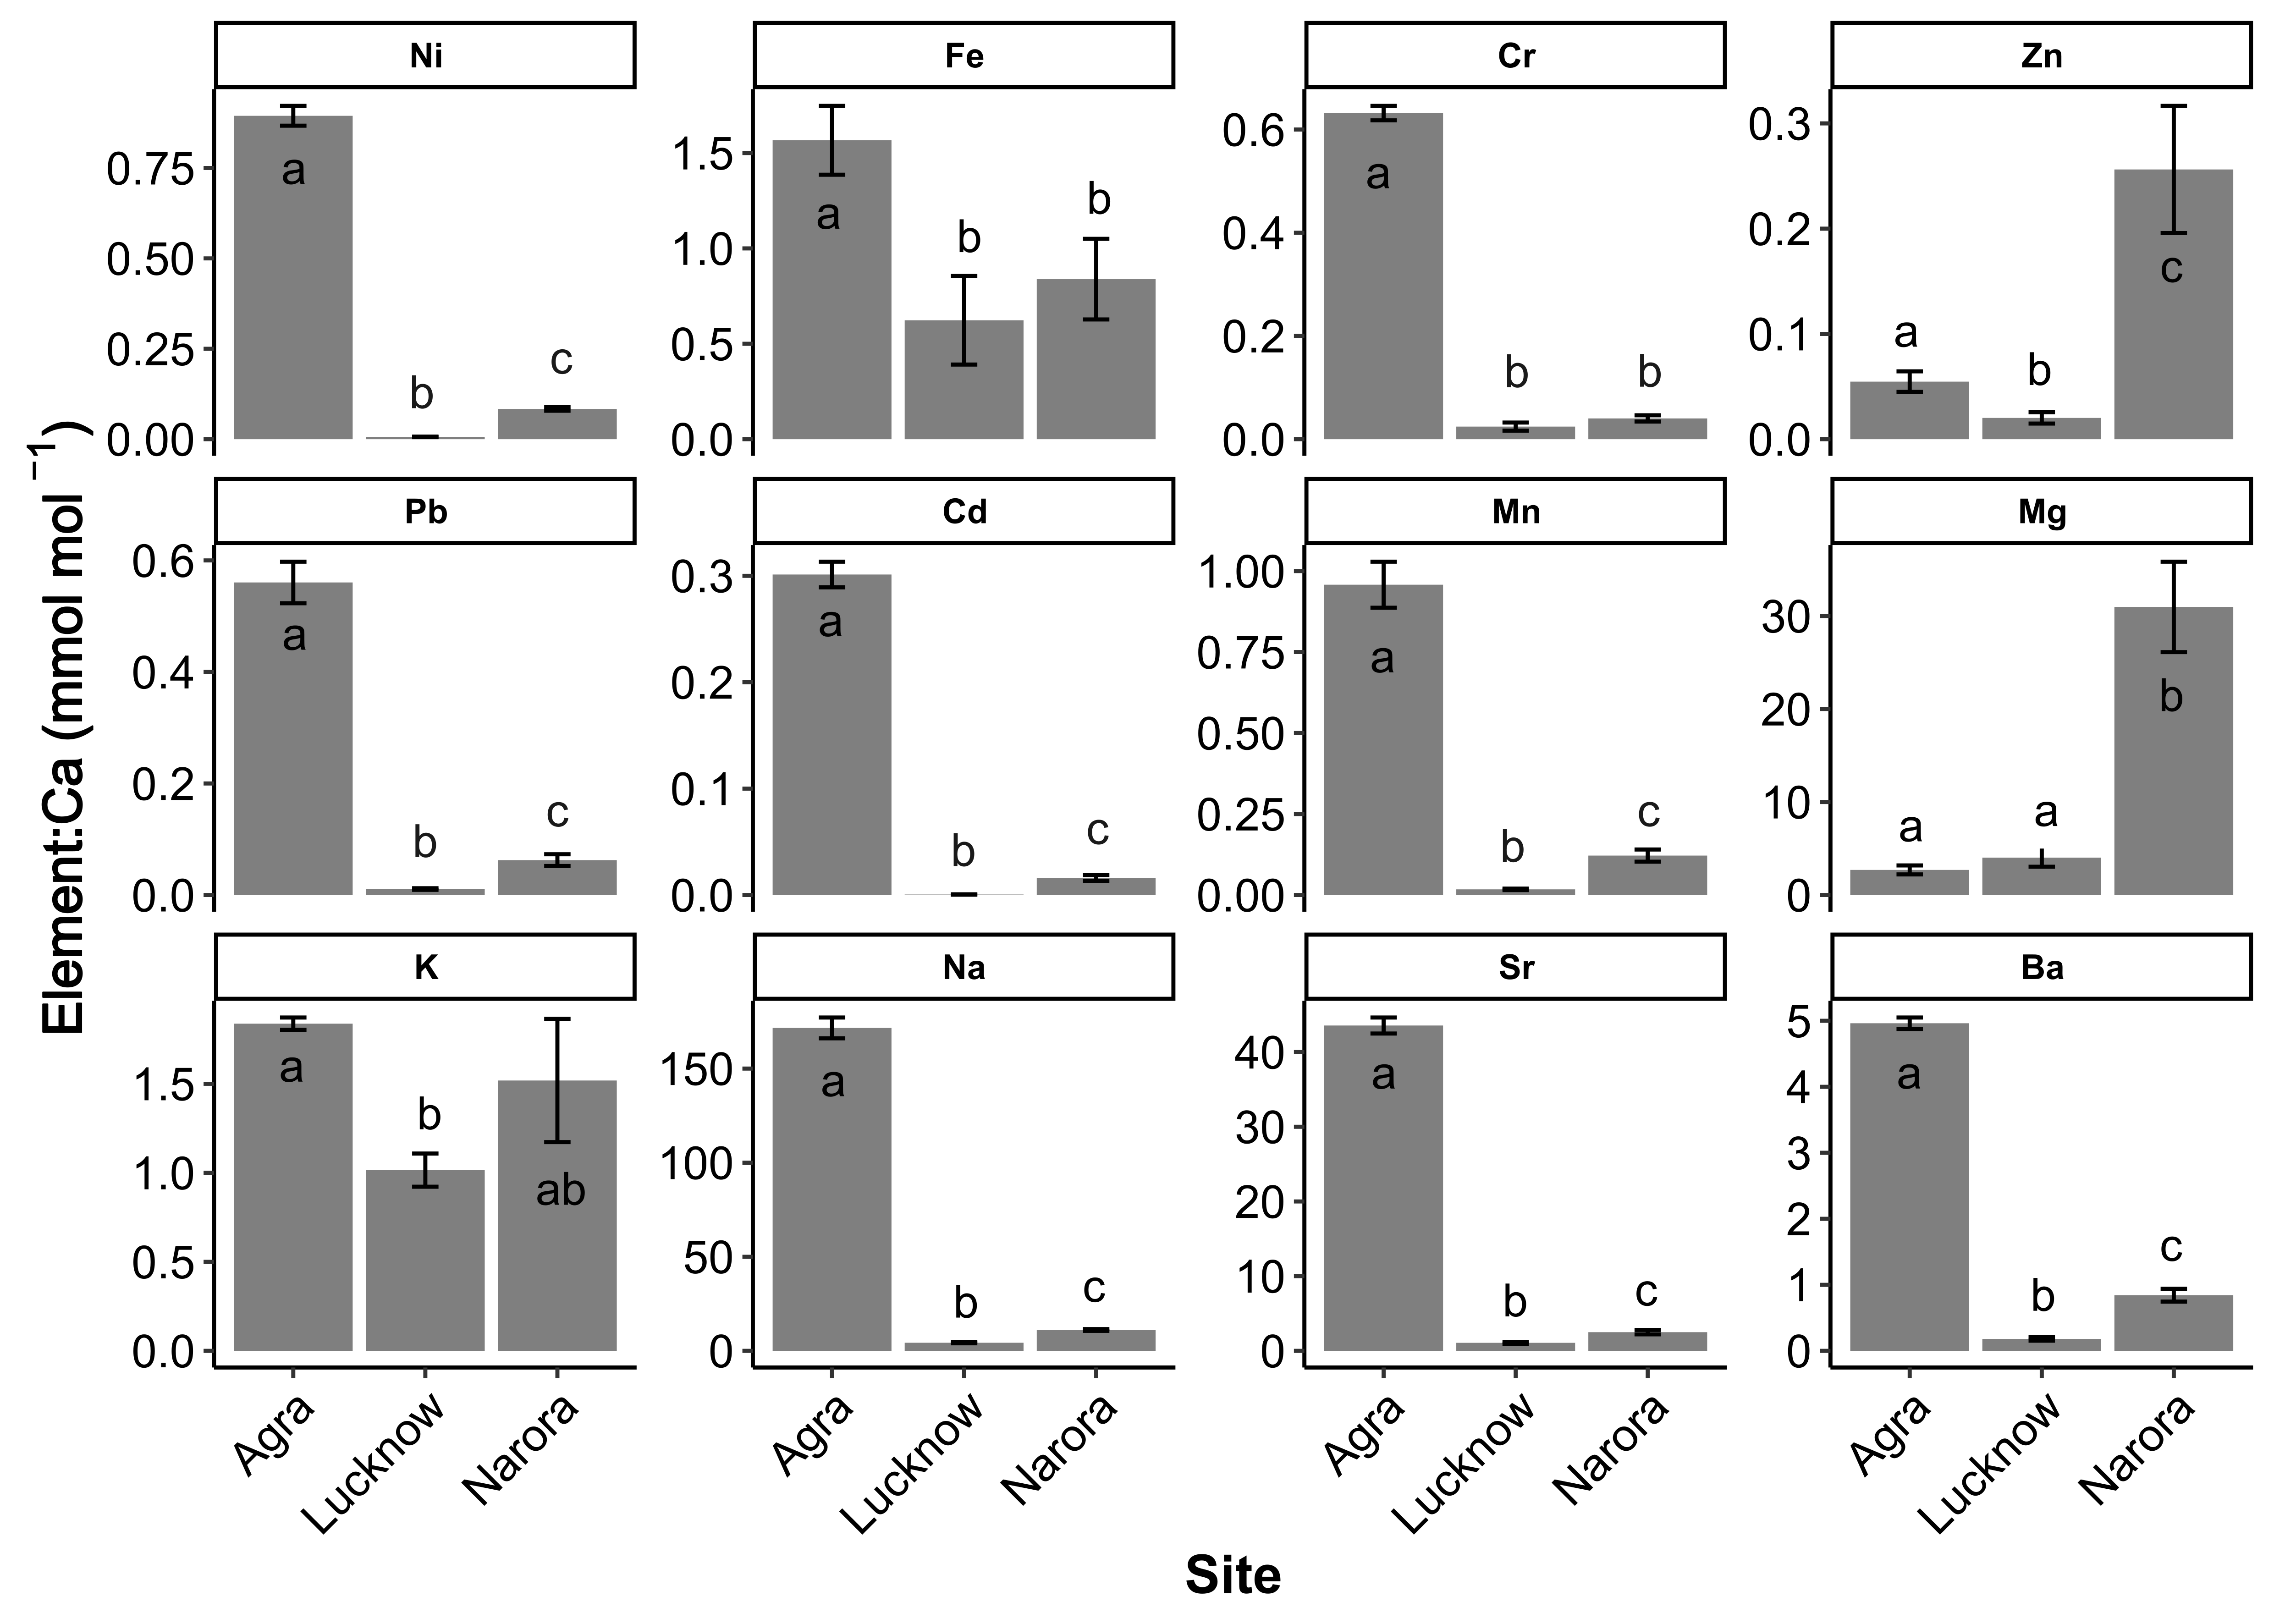 Ni
Fe
Cr
Zn
0.75
0.50
0.25
0.00
a
b
c
1.5
1.0
0.5
0.0
a
b
b
0.6
0.4
0.2
0.0
a
b
b
0.3
0.2
0.1
0.0
a
b
c
Pb
Cd
Mn
Mg
0.6
0.4
0.2
0.0
a
b
c
0.3
0.2
0.1
0.0
a
b
c
1.00
0.75
0.50
0.25
0.00
a
b
c
30
20
10
0
a
a
b
K
Na
Sr
Ba
1.5
1.0
0.5
0.0
a
b
ab
150
100
50
0
a
b
c
40
30
20
10
0
a
b
c
5
4
3
2
1
0
a
b
c
Agra
Lucknow
Narora
Agra
Lucknow
Narora
Agra
Lucknow
Narora
Agra
Lucknow
Narora
Element:Ca (mmol mol⁻¹)
Site